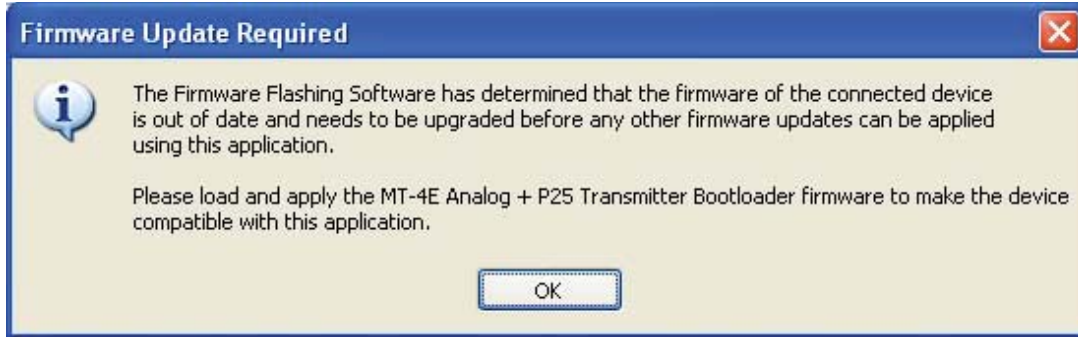 Firmware Update Required
The Firmware Flashing Software has determined that the firmware of the connected device
is out of date and needs to be upgraded before any other firmware updates can be applied
using this application.
Please load and apply the MT-4E Analog + P25 Transmitter Bootloader firmware to make the device
compatible with this application.
OK